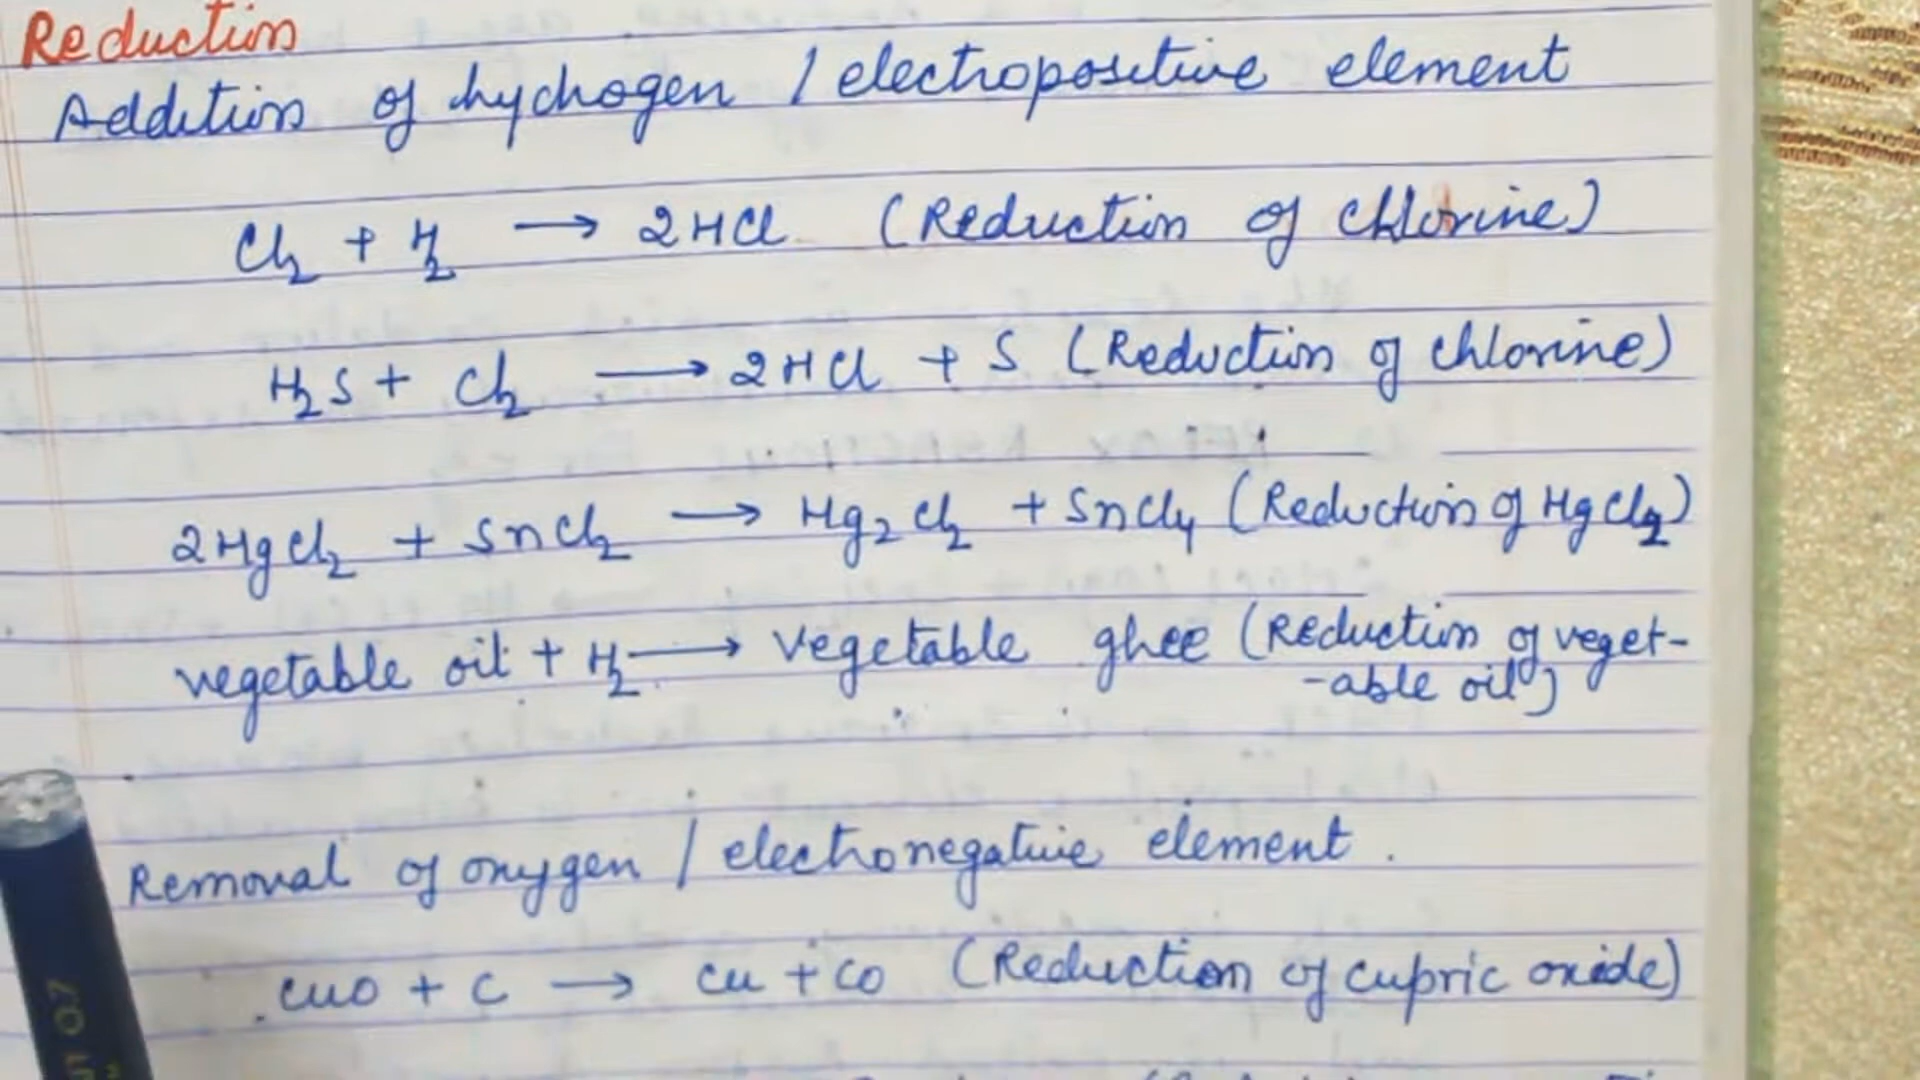 Reduction
Addition of hydrogen / electropositive element
Cl₂ + H₂ → 2HCl (Reduction of chlorine)
H₂S + Cl₂ → 2HCl + S (Reduction of chlorine)
2HgCl₂ + SnCl₂ → Hg₂Cl₂ + SnCl₄ (Reduction of HgCl₂)
vegetable oil + H₂ → vegetable ghee (Reduction of veget-
-able oil)
Removal of oxygen / electronegative element.
CuO + C → Cu + CO (Reduction of cupric oxide)